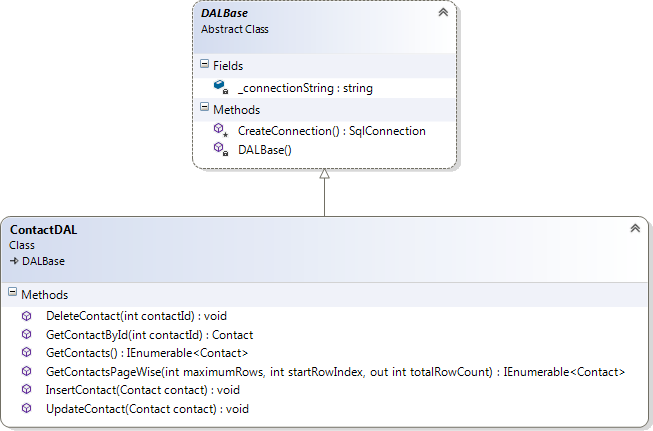 DALBase
Abstract Class
Fields
_connectionString : string
Methods
CreateConnection() : SqlConnection
DALBase()
ContactDAL
Class
DALBase
Methods
DeleteContact(int contactId) : void
GetContactById(int contactId) : Contact
GetContacts() : IEnumerable<Contact>
GetContactsPageWise(int maximumRows, int startRowIndex, out int totalRowCount) : IEnumerable<Contact>
InsertContact(Contact contact) : void
UpdateContact(Contact contact) : void